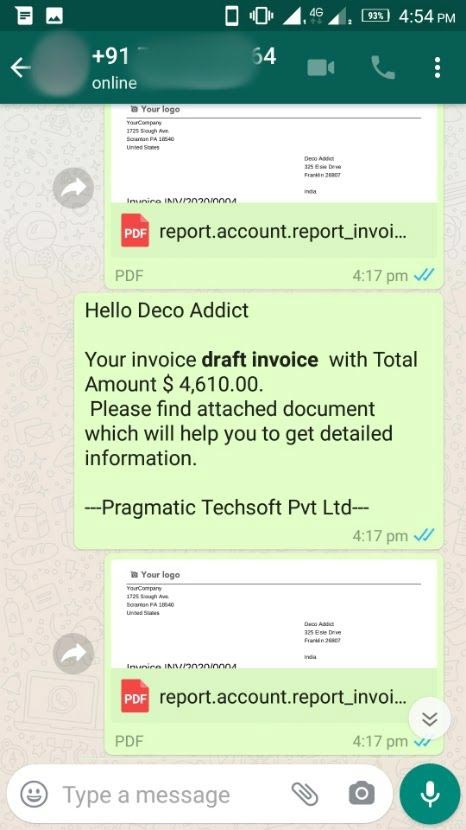 4G 93% 4:54 PM
+91 64
online
Your logo
YourCompany
1725 Slough Ave.
Scranton PA 18540
United States
Deco Addict
325 Elsie Drive
Franklin 26807
India
Invoice INV/2020/0004
PDF report.account.report_invoi...
PDF 4:17 pm
Hello Deco Addict
Your invoice draft invoice with Total
Amount $ 4,610.00.
Please find attached document
which will help you to get detailed
information.
---Pragmatic Techsoft Pvt Ltd---
4:17 pm
Your logo
YourCompany
1725 Slough Ave.
Scranton PA 18540
United States
Deco Addict
325 Elsie Drive
Franklin 26807
India
Invoice INV/2020/0004
PDF report.account.report_invoi...
PDF 4:17 pm
Type a message